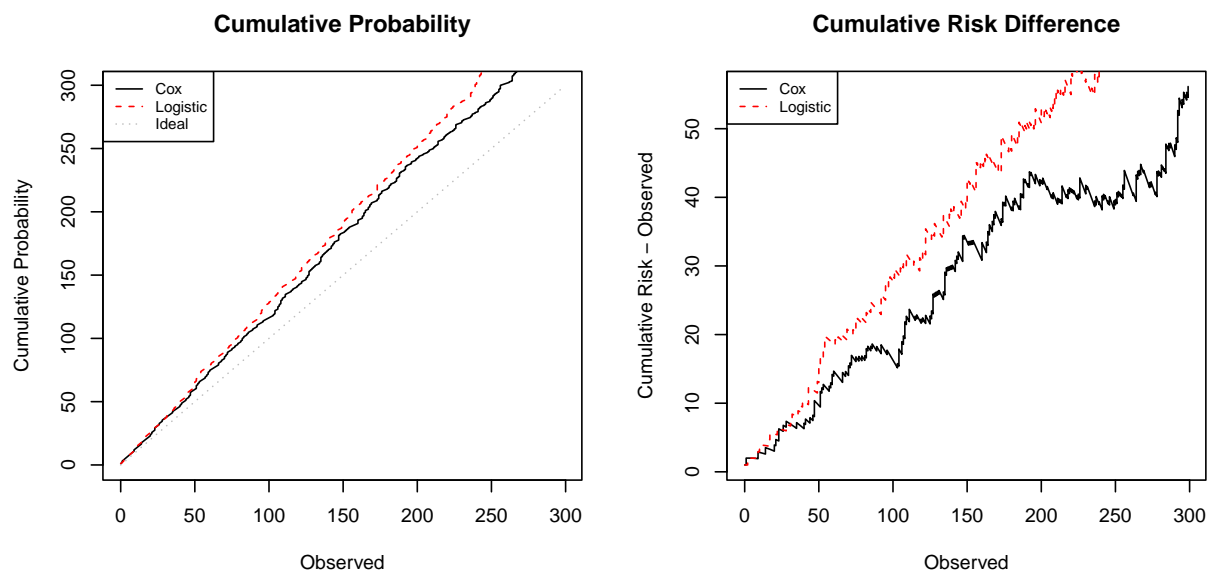 Cumulative Probability
Cox
Logistic
Ideal
Cumulative Probability
0
50
100
150
200
250
300
0 50 100 150 200 250 300
Observed
Cumulative Risk Difference
Cox
Logistic
Cumulative Risk − Observed
0
10
20
30
40
50
0 50 100 150 200 250 300
Observed